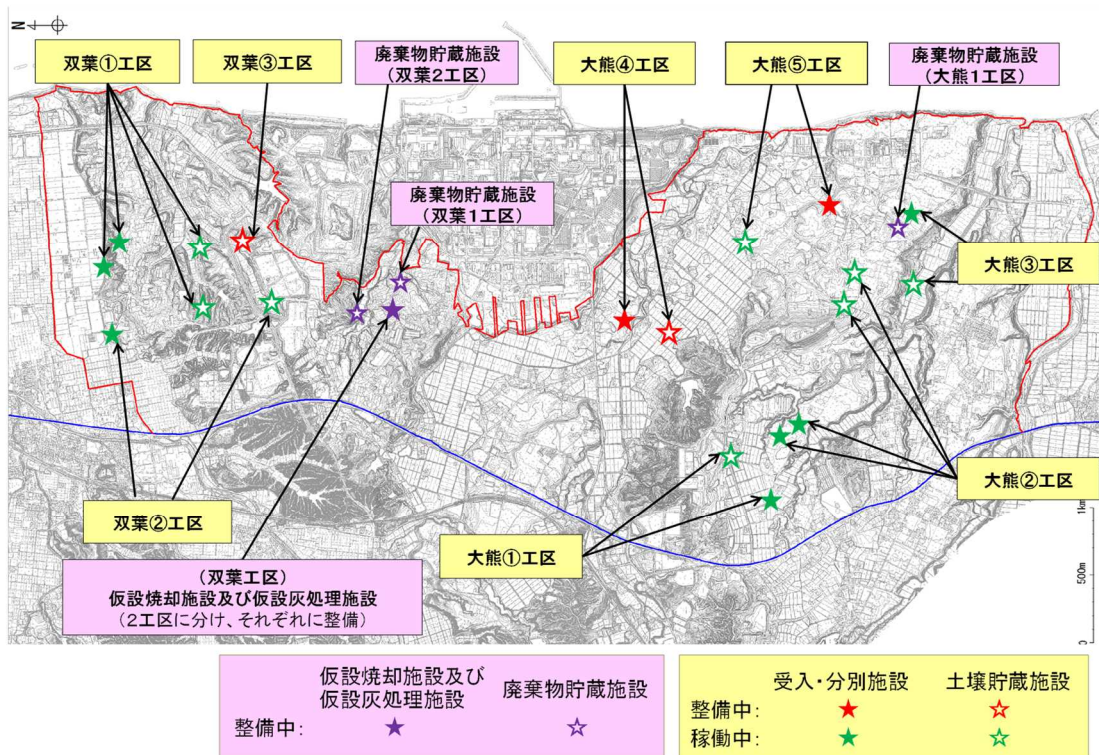 N
双葉①工区
双葉③工区
廃棄物貯蔵施設
(双葉2工区)
大熊④工区
大熊⑤工区
廃棄物貯蔵施設
(大熊1工区)
廃棄物貯蔵施設
(双葉1工区)
大熊③工区
大熊②工区
双葉②工区
大熊①工区
(双葉工区)
仮設焼却施設及び仮設灰処理施設
(2工区に分け、それぞれに整備)
1km
500m
0
仮設焼却施設及び
仮設灰処理施設
廃棄物貯蔵施設
整備中:
受入・分別施設
土壌貯蔵施設
整備中:
稼働中: